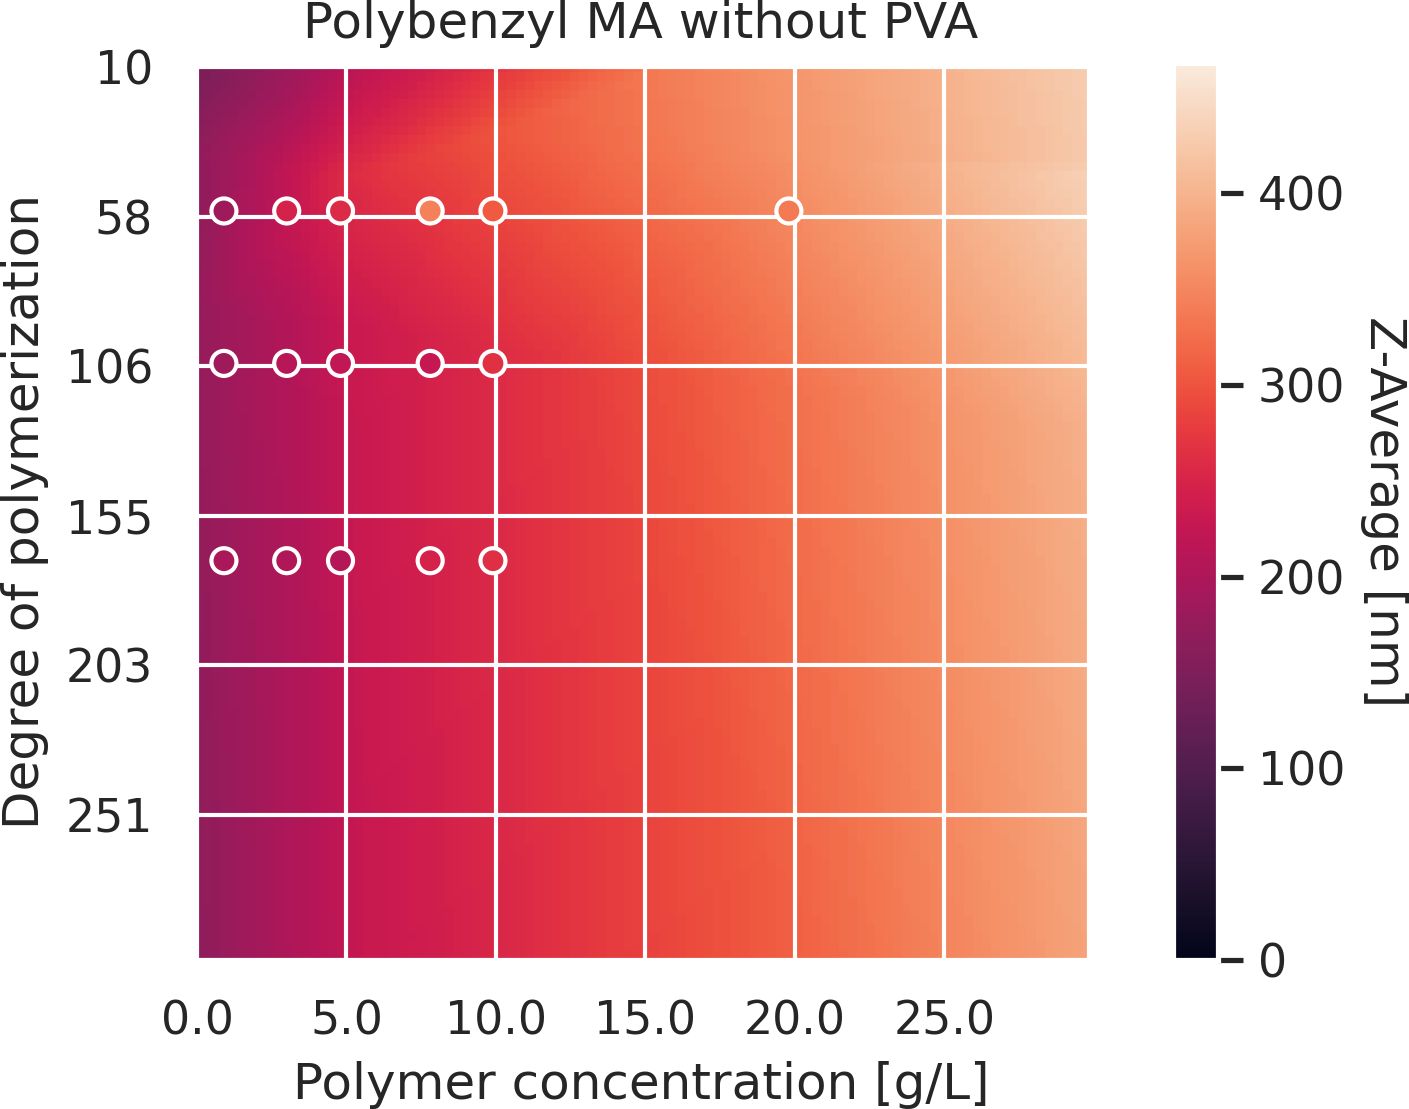 Polybenzyl MA without PVA
Degree of polymerization
10
58
106
155
203
251
0.0 5.0 10.0 15.0 20.0 25.0
Polymer concentration [g/L]
400
300
200
100
0
Z-Average [nm]